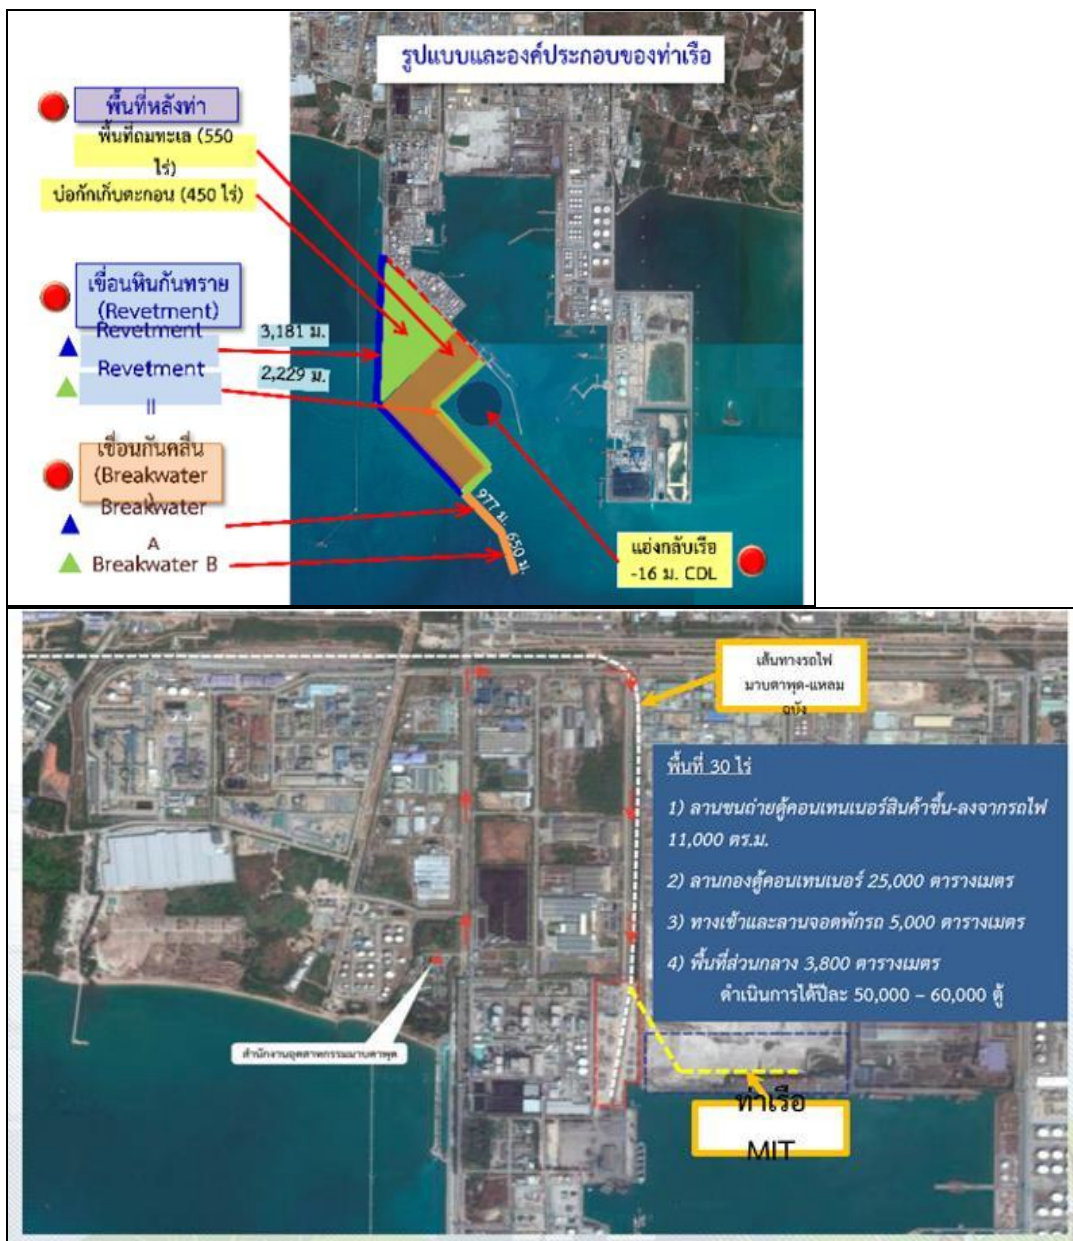 รูปแบบและองค์ประกอบของท่าเรือ
พื้นที่หลังท่า
พื้นที่ถมทะเล (550
ไร่)
บ่อกักเก็บตะกอน (450 ไร่)
เขื่อนหินกันทราย
(Revetment)
Revetment
3,181 ม.
Revetment
2,229 ม.
II
เขื่อนกันคลื่น
(Breakwater
)
Breakwater
A
Breakwater B
977 ม.
650 ม.
แอ่งกลับเรือ
-16 ม. CDL
เส้นทางรถไฟ
มาบตาพุด-แหลม
ฉบัง
พื้นที่ 30 ไร่
1) ลานขนถ่ายตู้คอนเทนเนอร์สินค้าขึ้น-ลงจากรถไฟ
11,000 ตร.ม.
2) ลานกองตู้คอนเทนเนอร์ 25,000 ตารางเมตร
3) ทางเข้าและลานจอดพักรถ 5,000 ตารางเมตร
4) พื้นที่ส่วนกลาง 3,800 ตารางเมตร
ดำเนินการได้ปีละ 50,000 – 60,000 ตู้
สำนักงานอุตสาหกรรมมาบตาพุด
ท่าเรือ
MIT